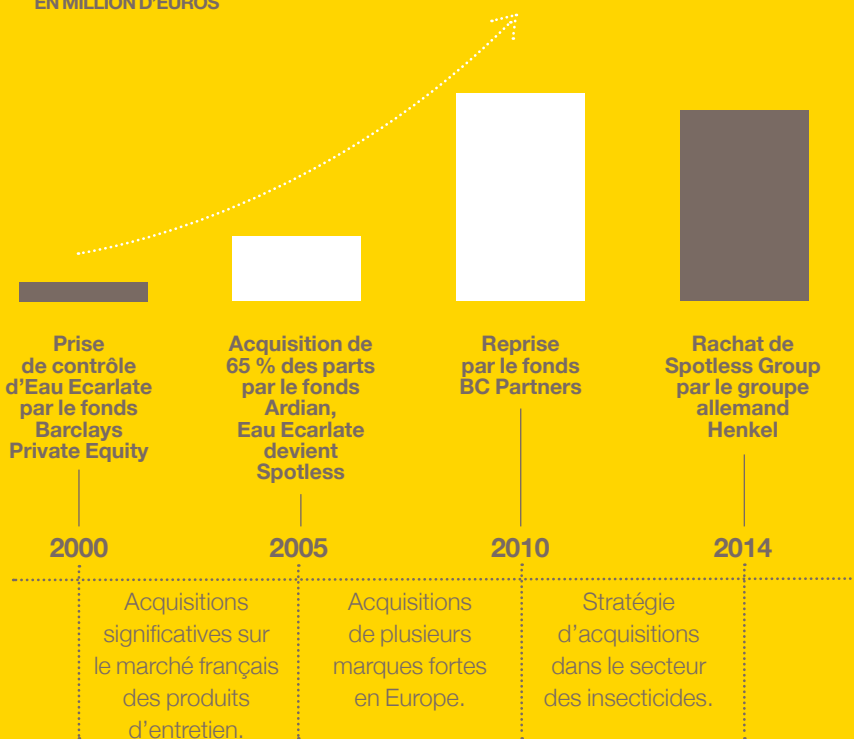 EN MILLION D'EUROS
Prise
de contrôle
d'Eau Ecarlate
par le fonds
Barclays
Private Equity
Acquisition de
65 % des parts
par le fonds
Ardian,
Eau Ecarlate
devient
Spotless
Reprise
par le fonds
BC Partners
Rachat de
Spotless Group
par le groupe
allemand
Henkel
2000
2005
2010
2014
Acquisitions
significatives sur
le marché français
des produits
d'entretien.
Acquisitions
de plusieurs
marques fortes
en Europe.
Stratégie
d'acquisitions
dans le secteur
des insecticides.